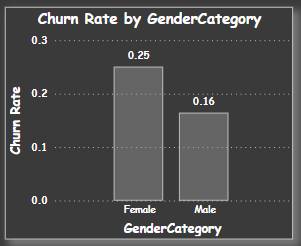 Churn Rate by GenderCategory
0.3
0.2
0.1
0.0
Churn Rate
0.25
0.16
Female
Male
GenderCategory